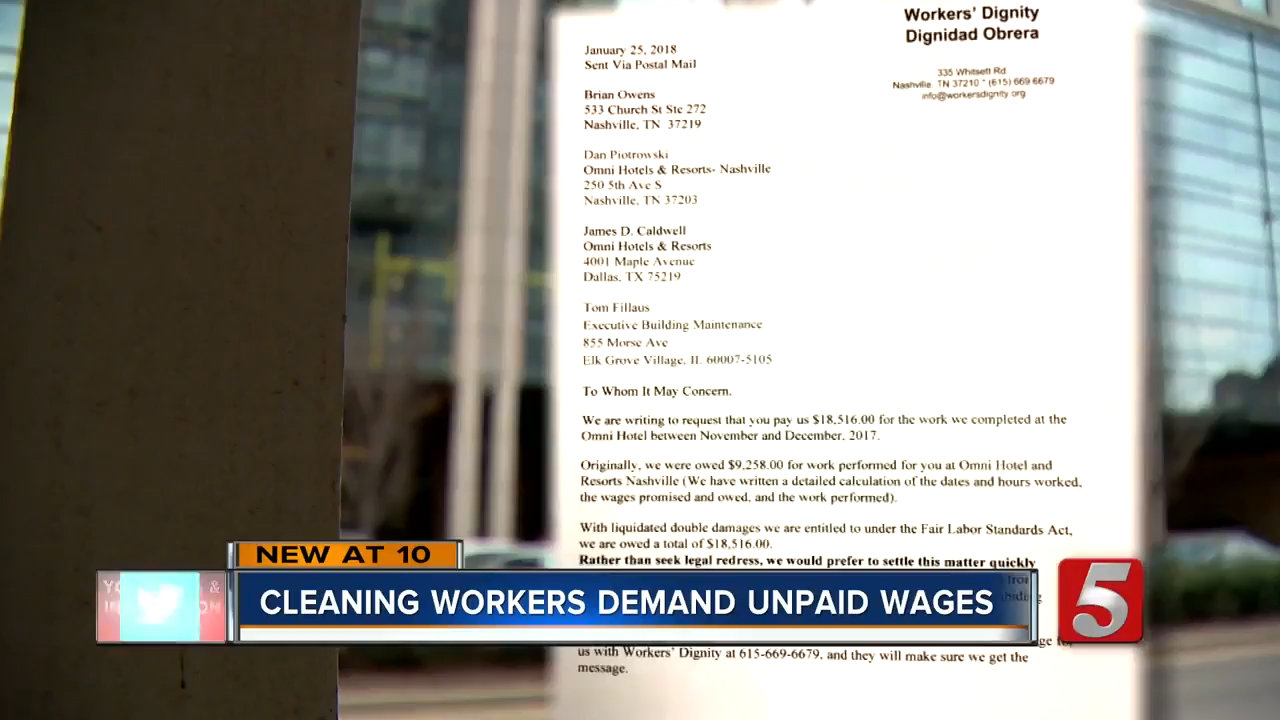 Workers' Dignity
Dignidad Obrera
335 Whitsett Rd
Nashville, TN 37210 * (615) 669 6679
info@workersdignity.org
January 25, 2018
Sent Via Postal Mail
Brian Owens
533 Church St Ste 272
Nashville, TN 37219
Dan Piotrowski
Omni Hotels & Resorts- Nashville
250 5th Ave S
Nashville, TN 37203
James D. Caldwell
Omni Hotels & Resorts
4001 Maple Avenue
Dallas, TX 75219
Tom Fillaus
Executive Building Maintenance
855 Morse Ave
Elk Grove Village, IL 60007-5105
To Whom It May Concern,
We are writing to request that you pay us $18,516.00 for the work we completed at the
Omni Hotel between November and December, 2017.
Originally, we were owed $9,258.00 for work performed for you at Omni Hotel and
Resorts Nashville (We have written a detailed calculation of the dates and hours worked,
the wages promised and owed, and the work performed).
With liquidated double damages we are entitled to under the Fair Labor Standards Act,
we are owed a total of $18,516.00.
Rather than seek legal redress, we would prefer to settle this matter quickly
us with Workers' Dignity at 615-669-6679, and they will make sure we get the
message.
NEW AT 10
CLEANING WORKERS DEMAND UNPAID WAGES
5